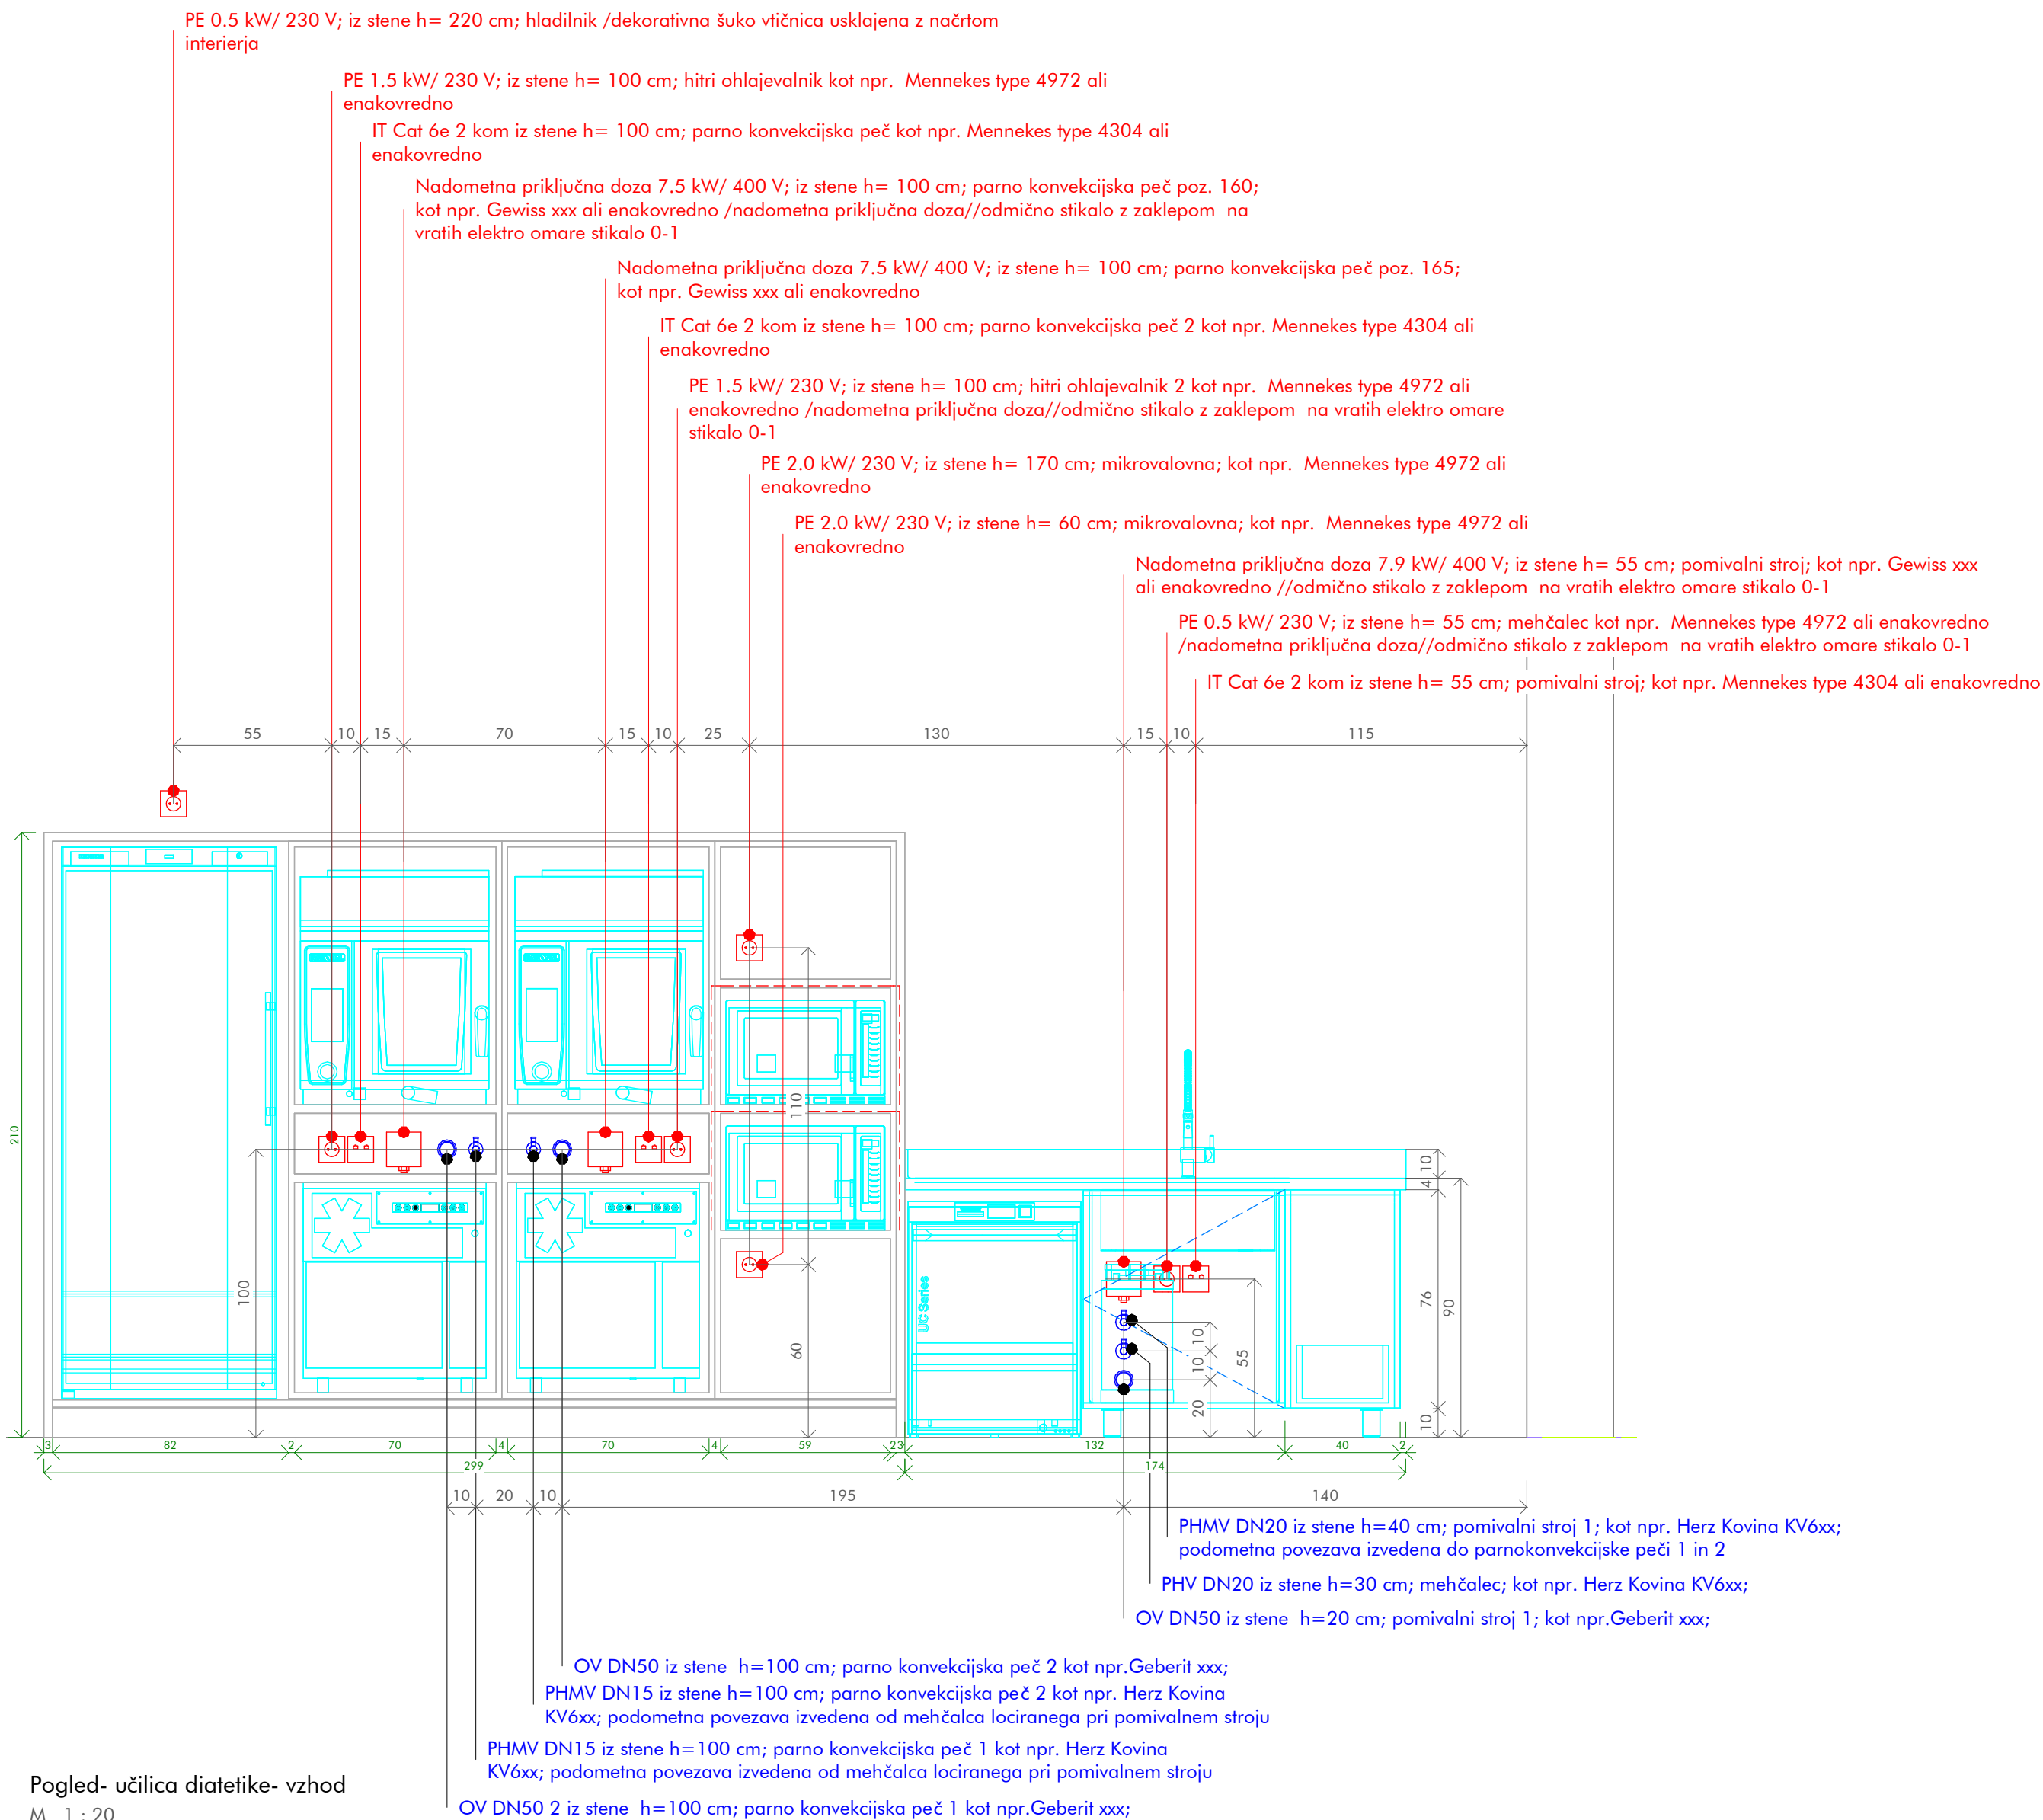 PE 0.5 kW/ 230 V; iz stene h= 220 cm; hladilnik /dekorativna šuko vtičnica usklajena z načrtom
interierja
PE 1.5 kW/ 230 V; iz stene h= 100 cm; hitri ohlajevalnik kot npr.  Mennekes type 4972 ali
enakovredno
IT Cat 6e 2 kom iz stene h= 100 cm; parno konvekcijska peč kot npr. Mennekes type 4304 ali
enakovredno
Nadometna priključna doza 7.5 kW/ 400 V; iz stene h= 100 cm; parno konvekcijska peč poz. 160;
kot npr. Gewiss xxx ali enakovredno /nadometna priključna doza//odmično stikalo z zaklepom  na
vratih elektro omare stikalo 0-1
Nadometna priključna doza 7.5 kW/ 400 V; iz stene h= 100 cm; parno konvekcijska peč poz. 165;
kot npr. Gewiss xxx ali enakovredno
IT Cat 6e 2 kom iz stene h= 100 cm; parno konvekcijska peč 2 kot npr. Mennekes type 4304 ali
enakovredno
PE 1.5 kW/ 230 V; iz stene h= 100 cm; hitri ohlajevalnik 2 kot npr.  Mennekes type 4972 ali
enakovredno /nadometna priključna doza//odmično stikalo z zaklepom  na vratih elektro omare
stikalo 0-1
PE 2.0 kW/ 230 V; iz stene h= 170 cm; mikrovalovna; kot npr.  Mennekes type 4972 ali
enakovredno
PE 2.0 kW/ 230 V; iz stene h= 60 cm; mikrovalovna; kot npr.  Mennekes type 4972 ali
enakovredno
Nadometna priključna doza 7.9 kW/ 400 V; iz stene h= 55 cm; pomivalni stroj; kot npr. Gewiss xxx
ali enakovredno //odmično stikalo z zaklepom  na vratih elektro omare stikalo 0-1
PE 0.5 kW/ 230 V; iz stene h= 55 cm; mehčalec kot npr.  Mennekes type 4972 ali enakovredno
/nadometna priključna doza//odmično stikalo z zaklepom  na vratih elektro omare stikalo 0-1
IT Cat 6e 2 kom iz stene h= 55 cm; pomivalni stroj; kot npr. Mennekes type 4304 ali enakovredno
55 10 15 70 15 10 25 130 15 10 115
210
100
110
60
UC Series
10
4
76
90
10
10
10
20
55
3 82 2 70 4 70 4 59 23 132 40 2
299 174
10 20 10 195 140
PHMV DN20 iz stene h=40 cm; pomivalni stroj 1; kot npr. Herz Kovina KV6xx;
podometna povezava izvedena do parnokonvekcijske peči 1 in 2
PHV DN20 iz stene h=30 cm; mehčalec; kot npr. Herz Kovina KV6xx;
OV DN50 iz stene  h=20 cm; pomivalni stroj 1; kot npr.Geberit xxx;
OV DN50 iz stene  h=100 cm; parno konvekcijska peč 2 kot npr.Geberit xxx;
PHMV DN15 iz stene h=100 cm; parno konvekcijska peč 2 kot npr. Herz Kovina
KV6xx; podometna povezava izvedena od mehčalca lociranega pri pomivalnem stroju
PHMV DN15 iz stene h=100 cm; parno konvekcijska peč 1 kot npr. Herz Kovina
KV6xx; podometna povezava izvedena od mehčalca lociranega pri pomivalnem stroju
OV DN50 2 iz stene  h=100 cm; parno konvekcijska peč 1 kot npr.Geberit xxx;
Pogled- učilica diatetike- vzhod
M   1 : 20